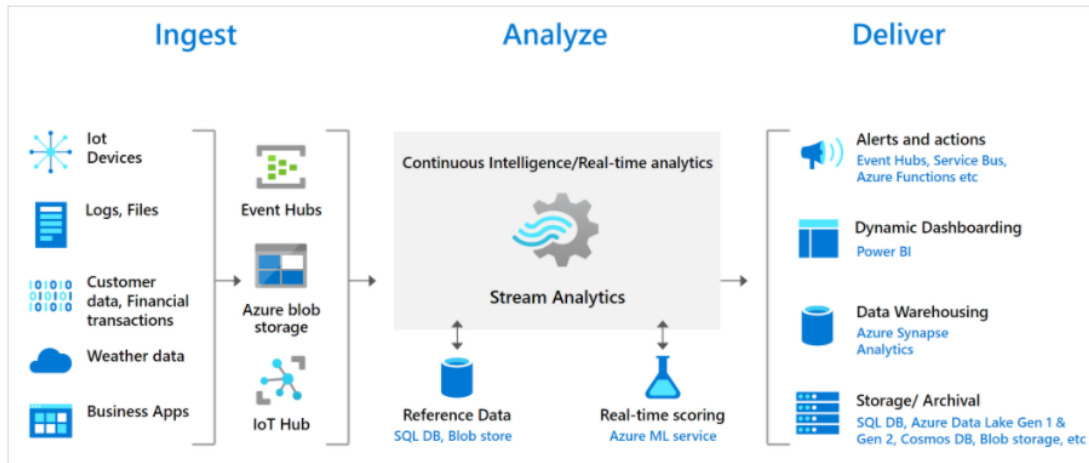 Ingest
Analyze
Deliver
Iot
Devices
Logs, Files
Customer
data, Financial
transactions
Weather data
Business Apps
Event Hubs
Azure blob
storage
IoT Hub
Continuous Intelligence/Real-time analytics
Stream Analytics
Reference Data
SQL DB, Blob store
Real-time scoring
Azure ML service
Alerts and actions
Event Hubs, Service Bus,
Azure Functions etc
Dynamic Dashboarding
Power BI
Data Warehousing
Azure Synapse
Analytics
Storage/ Archival
SQL DB, Azure Data Lake Gen 1 &
Gen 2, Cosmos DB, Blob storage, etc